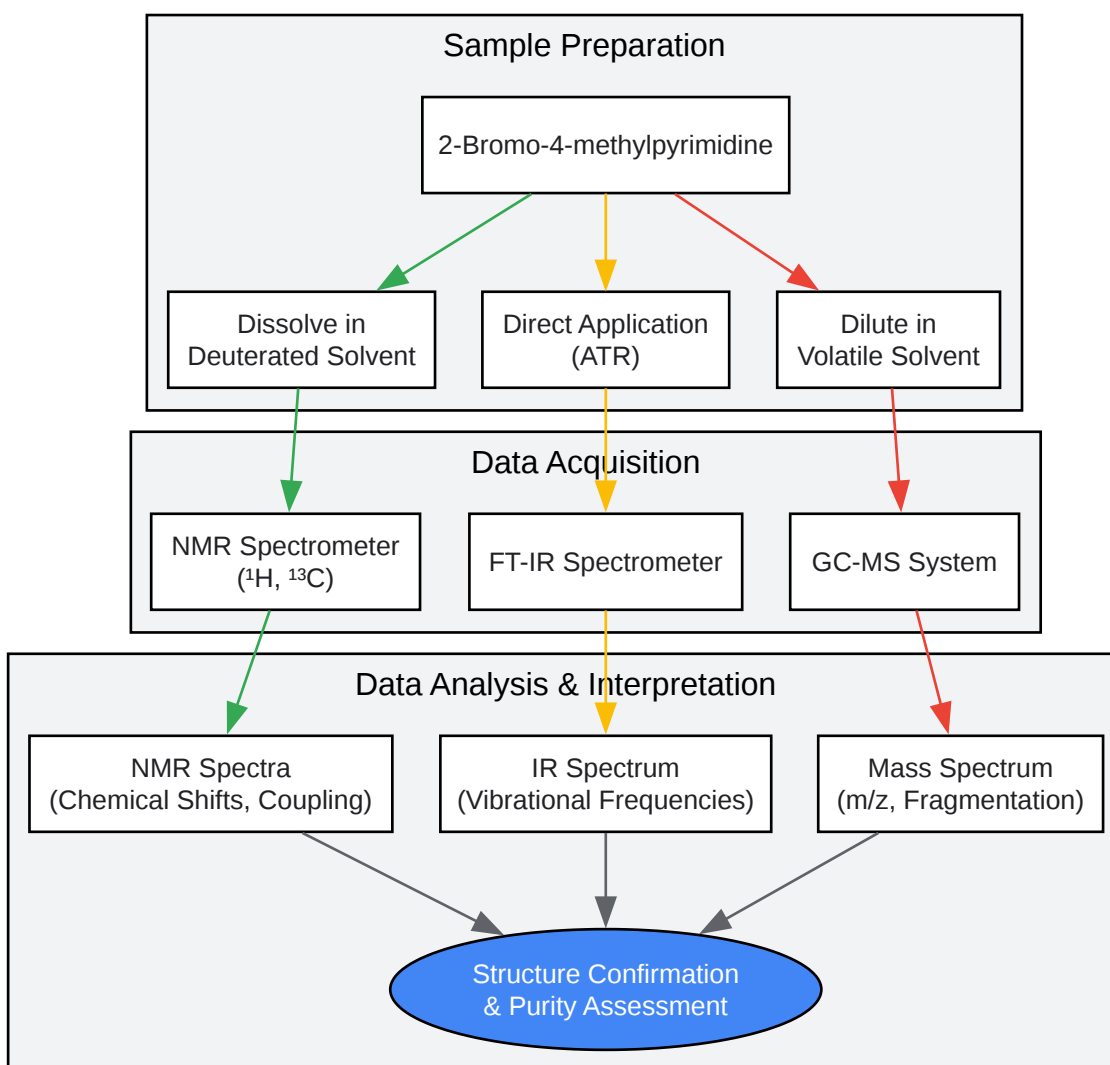 Sample Preparation
2-Bromo-4-methylpyrimidine
Dissolve in
Deuterated Solvent
Direct Application
(ATR)
Dilute in
Volatile Solvent
Data Acquisition
NMR Spectrometer
(¹H, ¹³C)
FT-IR Spectrometer
GC-MS System
Data Analysis & Interpretation
NMR Spectra
(Chemical Shifts, Coupling)
IR Spectrum
(Vibrational Frequencies)
Mass Spectrum
(m/z, Fragmentation)
Structure Confirmation
& Purity Assessment